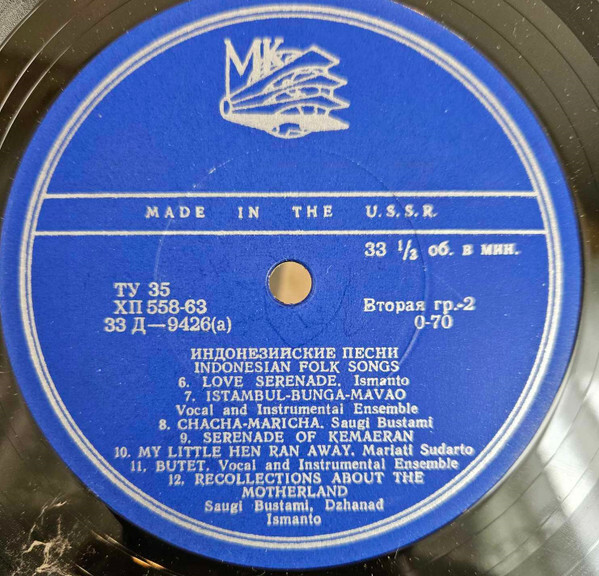 МК
MADE IN THE U.S.S.R.
33 ⅓ об. в мин.
ТУ 35
ХП 558-63
33 Д—9426(а)
Вторая гр.-2
0-70
ИНДОНЕЗИЙСКИЕ ПЕСНИ
INDONESIAN FOLK SONGS
6. LOVE SERENADE. Ismanto
7. ISTAMBUL-BUNGA-MAVAO
Vocal and Instrumental Ensemble
8. CHACHA-MARICHA. Saugi Bustami
9. SERENADE OF KEMAERAN
10. MY LITTLE HEN RAN AWAY. Mariati Sudarto
11. BUTET. Vocal and Instrumental Ensemble
12. RECOLLECTIONS ABOUT THE
MOTHERLAND
Saugi Bustami, Dzhanad
Ismanto